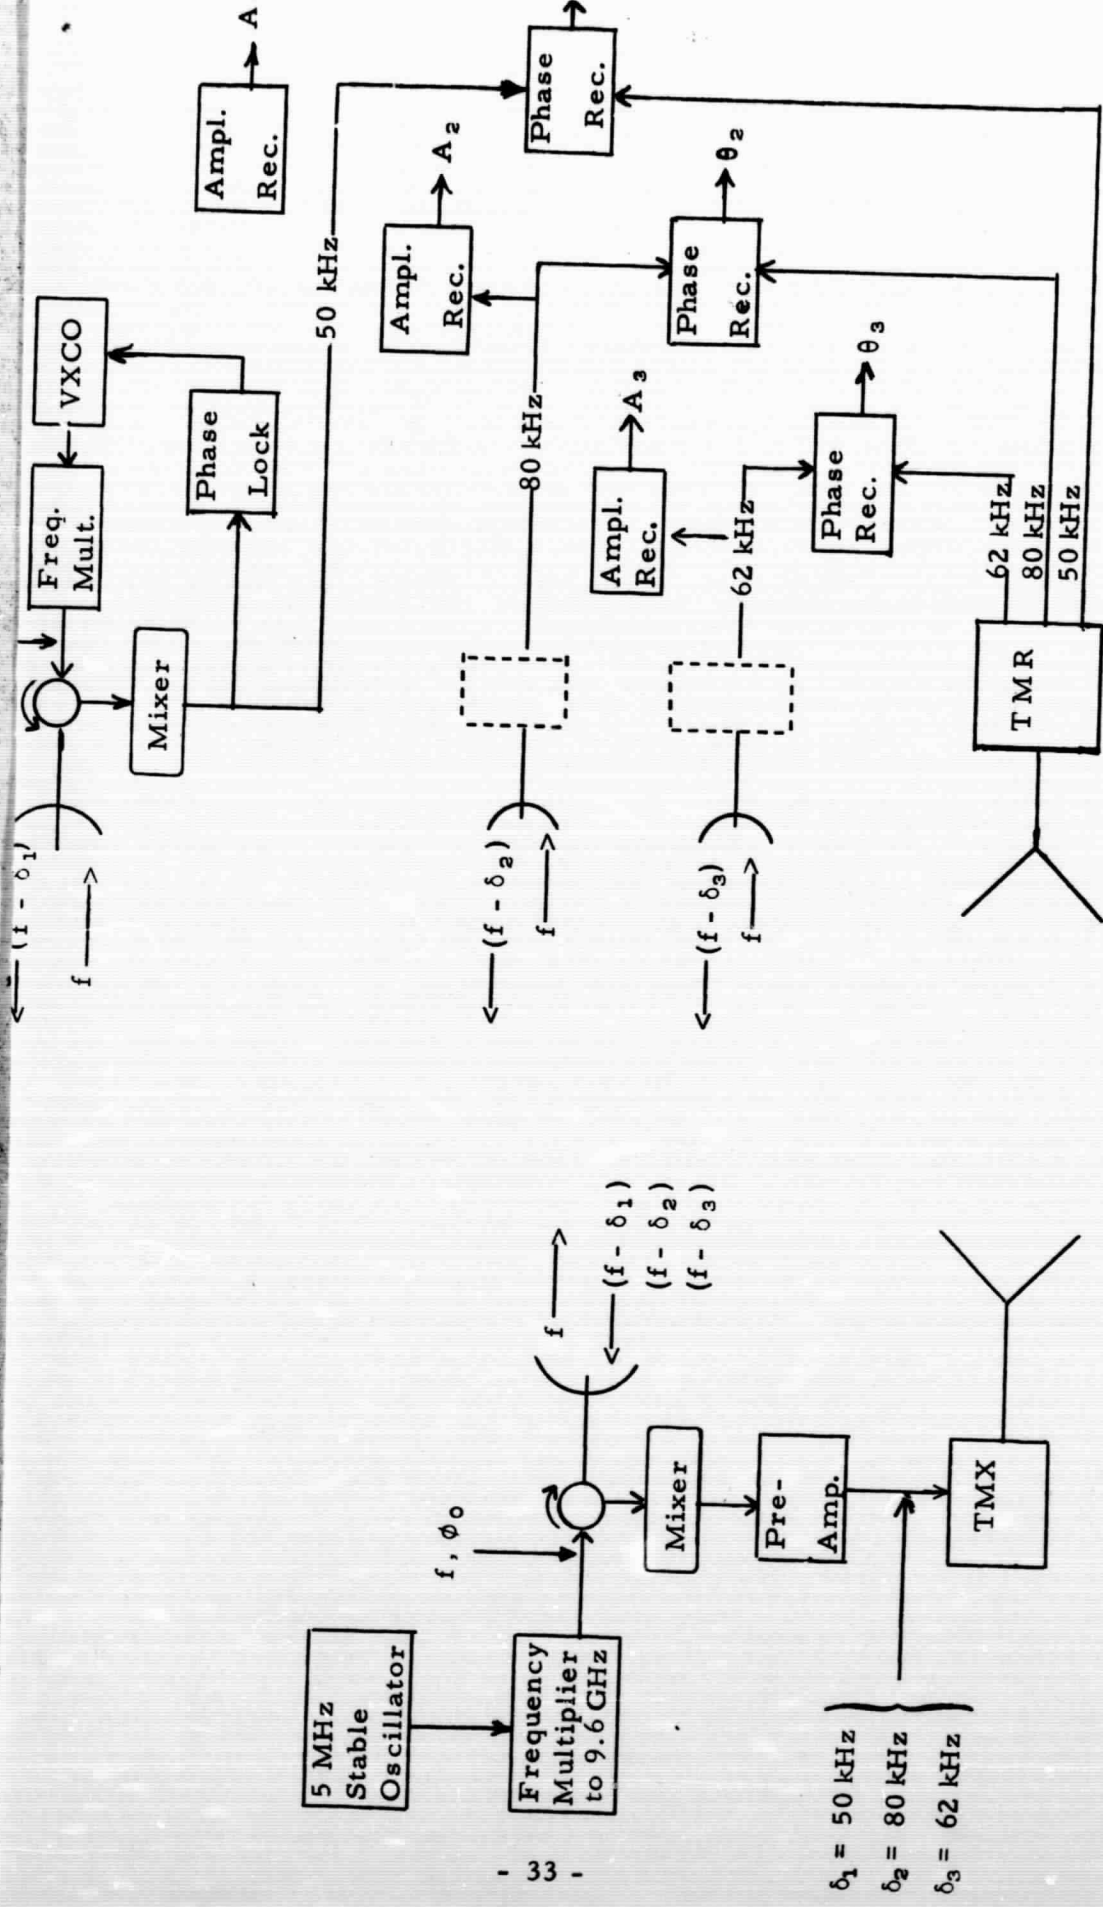 5 MHz
Stable
Oscillator
Frequency
Multiplier
to 9.6 GHz
f, ø₀
f
(f - δ₁)
(f - δ₂)
(f - δ₃)
Mixer
Pre-
Amp.
TMX
δ₁ = 50 kHz
δ₂ = 80 kHz
δ₃ = 62 kHz
(f - δ₁)
f
Freq.
Mult.
VXCO
Mixer
Phase
Lock
50 kHz
Ampl.
Rec.
A
Phase
Rec.
(f - δ₂)
f
80 kHz
Ampl.
Rec.
A₂
Phase
Rec.
θ₂
(f - δ₃)
f
62 kHz
Ampl.
Rec.
A₃
Phase
Rec.
θ₃
TMR
62 kHz
80 kHz
50 kHz
- 33 -